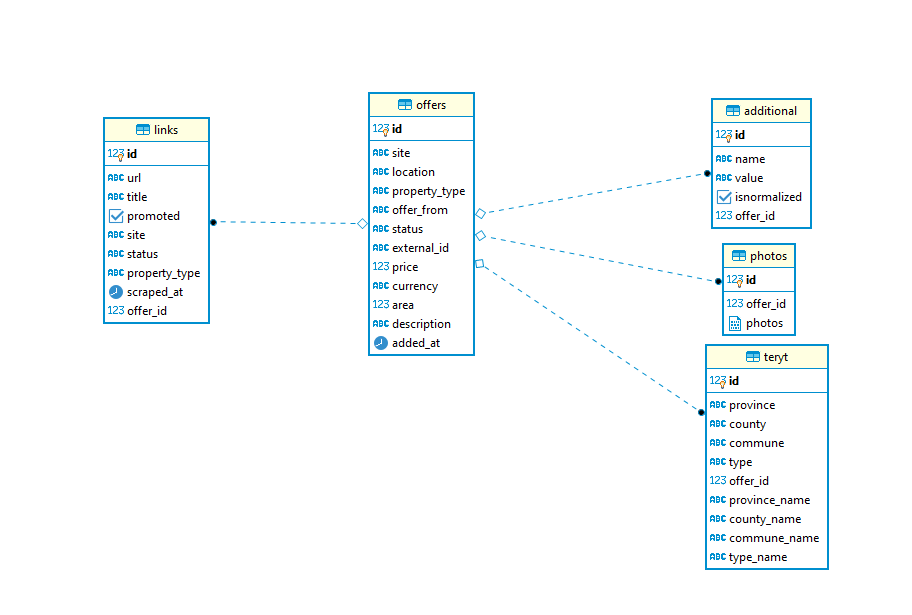 links
123 id
ABC url
ABC title
promoted
ABC site
ABC status
ABC property_type
scraped_at
123 offer_id
offers
123 id
ABC site
ABC location
ABC property_type
ABC offer_from
ABC status
ABC external_id
123 price
ABC currency
123 area
ABC description
added_at
additional
123 id
ABC name
ABC value
isnormalized
123 offer_id
photos
123 id
123 offer_id
photos
teryt
123 id
ABC province
ABC county
ABC commune
ABC type
123 offer_id
ABC province_name
ABC county_name
ABC commune_name
ABC type_name